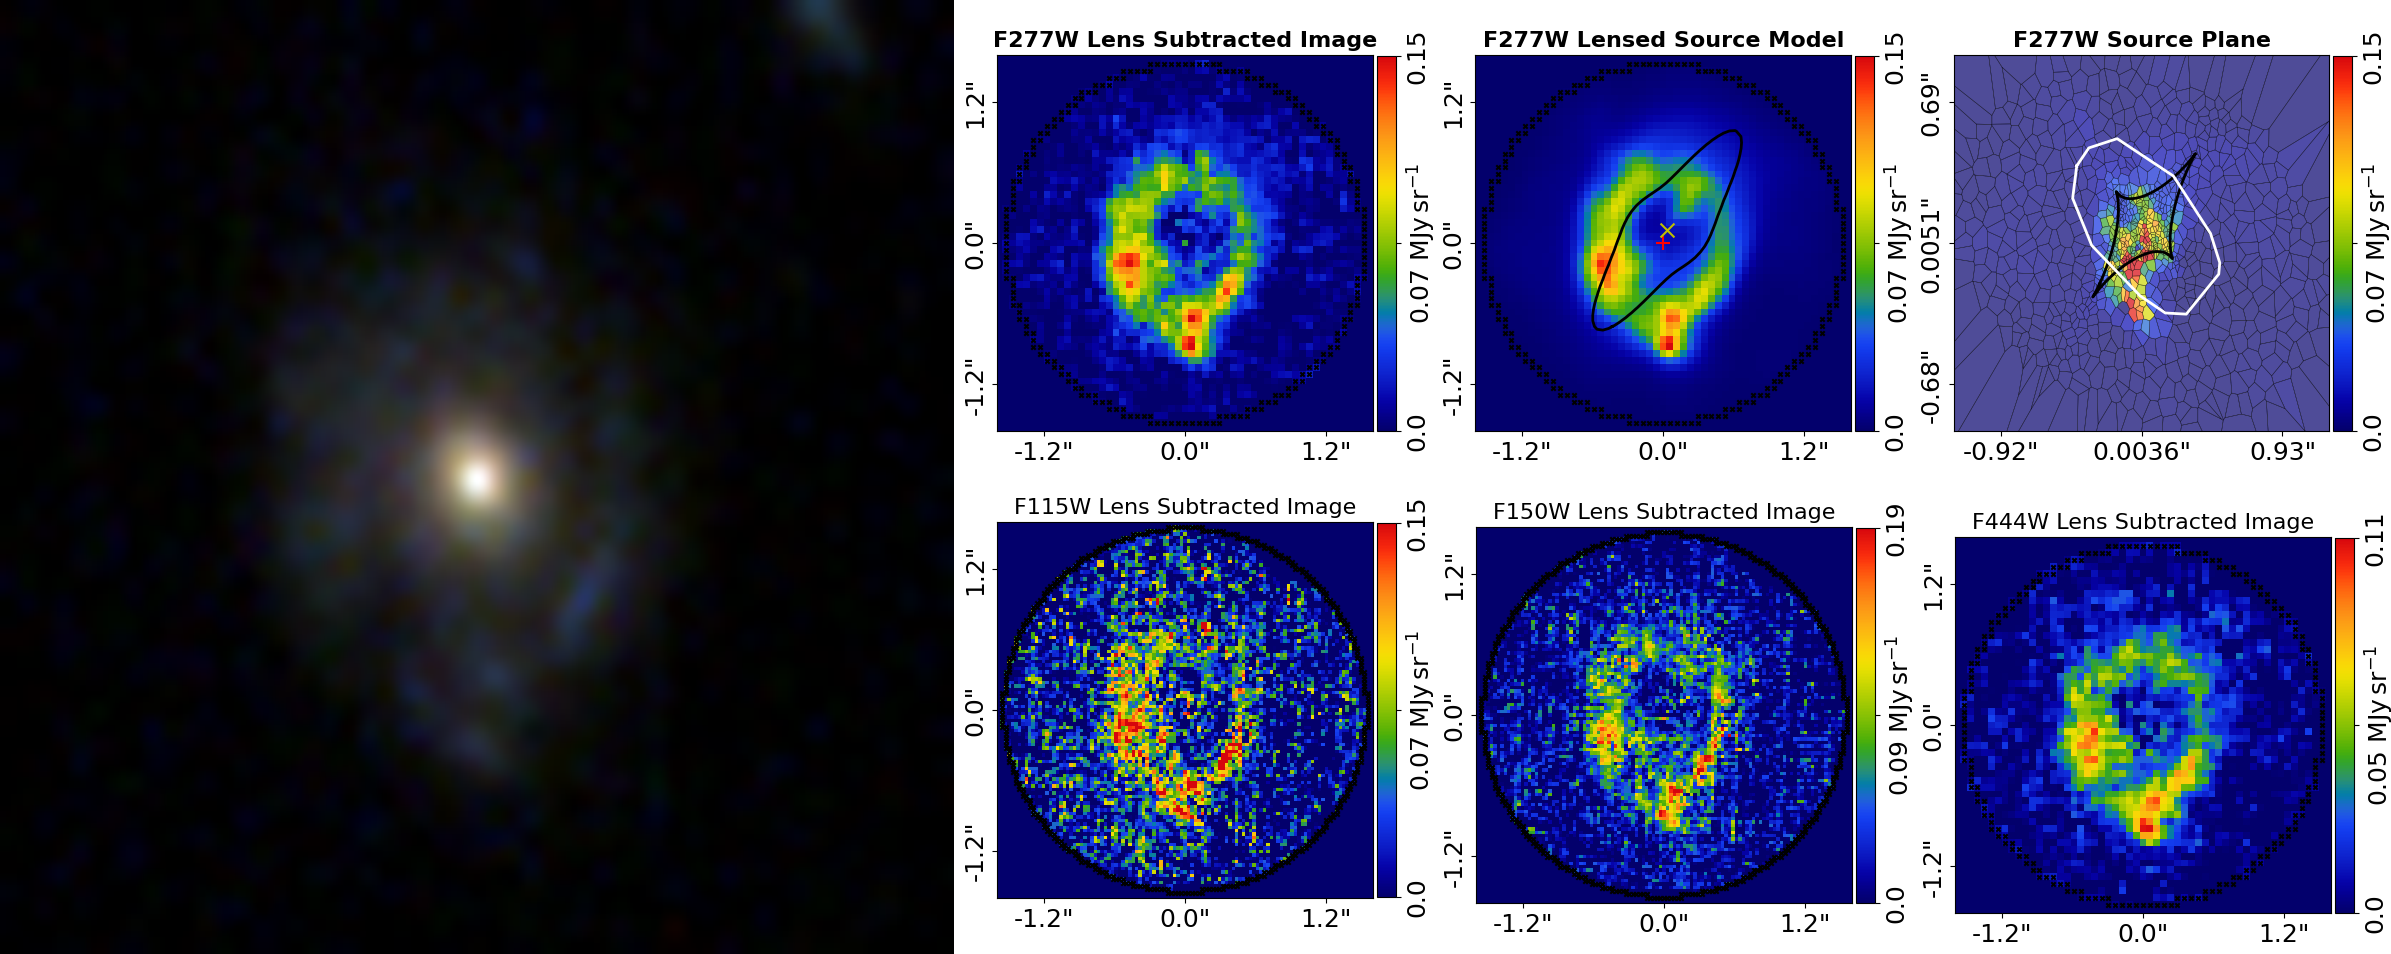 F277W Lens Subtracted Image
1.2"
0.0"
-1.2"
-1.2" 0.0" 1.2"
0.15
0.07 MJy sr⁻¹
0.0
F277W Lensed Source Model
1.2"
0.0"
-1.2"
-1.2" 0.0" 1.2"
0.15
0.07 MJy sr⁻¹
0.0
F277W Source Plane
0.69"
0.0051"
-0.68"
-0.92" 0.0036" 0.93"
0.15
0.07 MJy sr⁻¹
0.0
F115W Lens Subtracted Image
1.2"
0.0"
-1.2"
-1.2" 0.0" 1.2"
0.15
0.07 MJy sr⁻¹
0.0
F150W Lens Subtracted Image
1.2"
0.0"
-1.2"
-1.2" 0.0" 1.2"
0.19
0.09 MJy sr⁻¹
0.0
F444W Lens Subtracted Image
1.2"
0.0"
-1.2"
-1.2" 0.0" 1.2"
0.11
0.05 MJy sr⁻¹
0.0